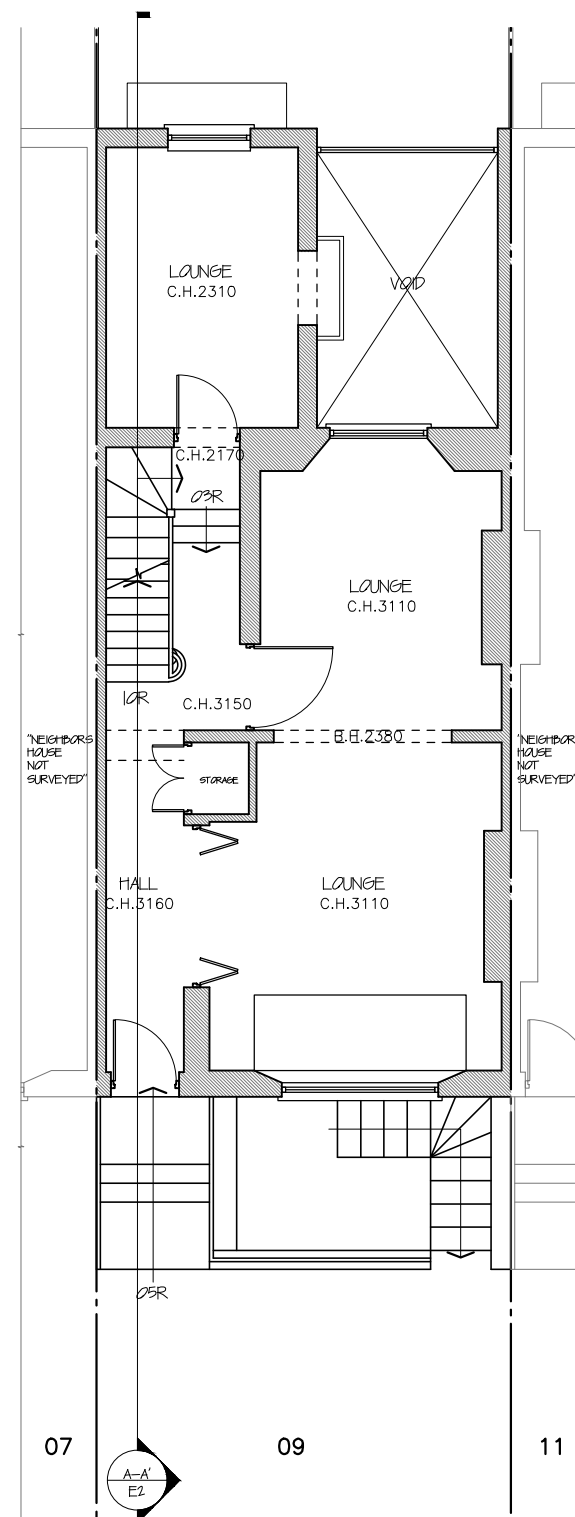 LOUNGE
C.H.2310
VOID
C.H.2170
03R
LOUNGE
C.H.3110
10R
C.H.3150
"NEIGHBORS
HOUSE
NOT
SURVEYED"
B.H.2380
"NEIGHBOR
HOUSE
NOT
SURVEYED"
STORAGE
HALL
C.H.3160
LOUNGE
C.H.3110
05R
07
09
11
A-A'
E2